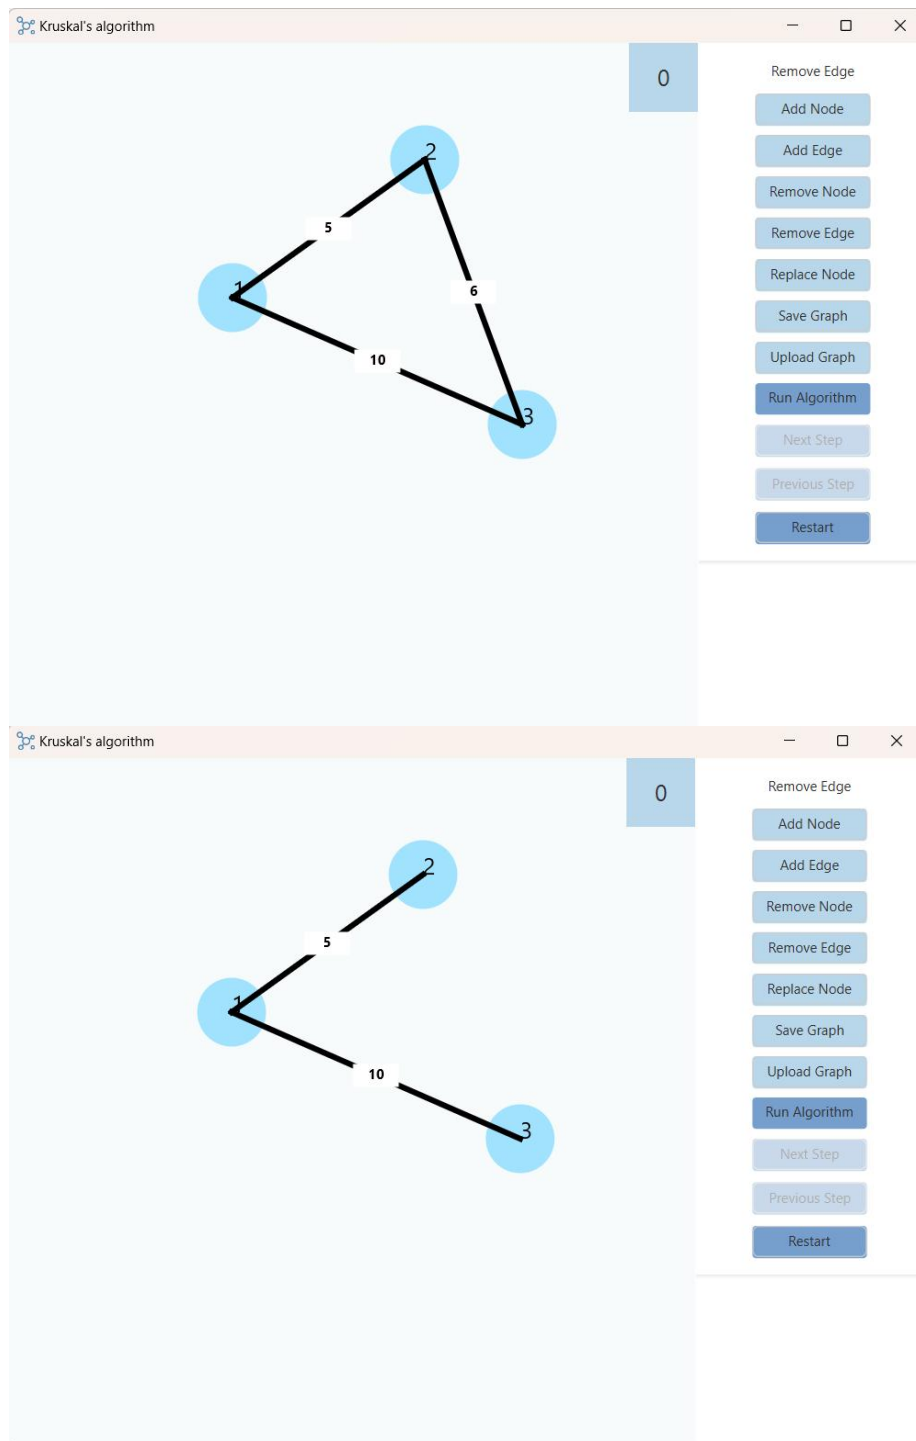 Kruskal's algorithm
0
Remove Edge
Add Node
2
Add Edge
Remove Node
5
Remove Edge
Replace Node
1
6
Save Graph
10
Upload Graph
Run Algorithm
3
Next Step
Previous Step
Restart
Kruskal's algorithm
0
Remove Edge
Add Node
2
Add Edge
Remove Node
5
Remove Edge
Replace Node
1
Save Graph
10
Upload Graph
Run Algorithm
3
Next Step
Previous Step
Restart